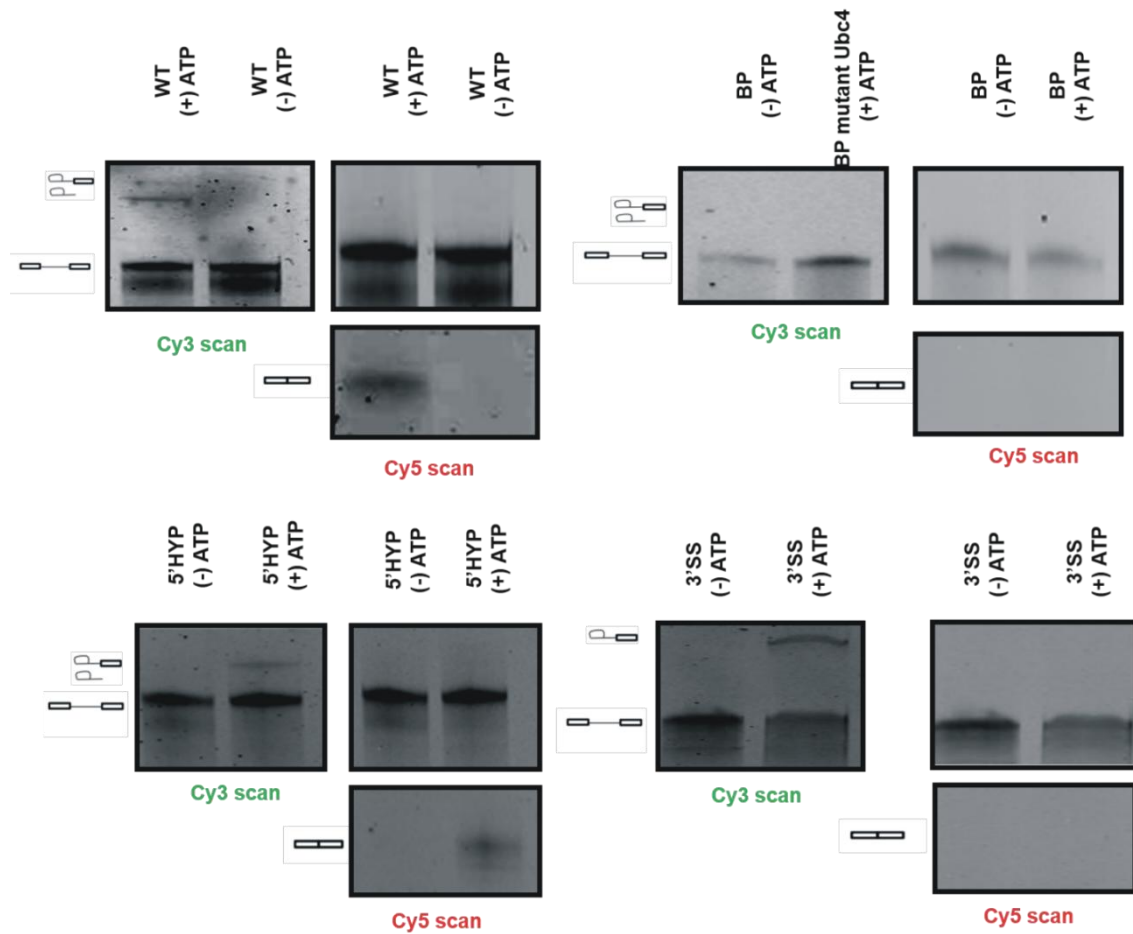 WT
(+) ATP
WT
(-) ATP
WT
(+) ATP
WT
(-) ATP
Cy3 scan
Cy5 scan
BP
(-) ATP
BP mutant Ubc4
(+) ATP
BP
(-) ATP
BP
(+) ATP
Cy3 scan
Cy5 scan
5'HYP
(-) ATP
5'HYP
(+) ATP
5'HYP
(-) ATP
5'HYP
(+) ATP
Cy3 scan
Cy5 scan
3'SS
(-) ATP
3'SS
(+) ATP
3'SS
(-) ATP
3'SS
(+) ATP
Cy3 scan
Cy5 scan